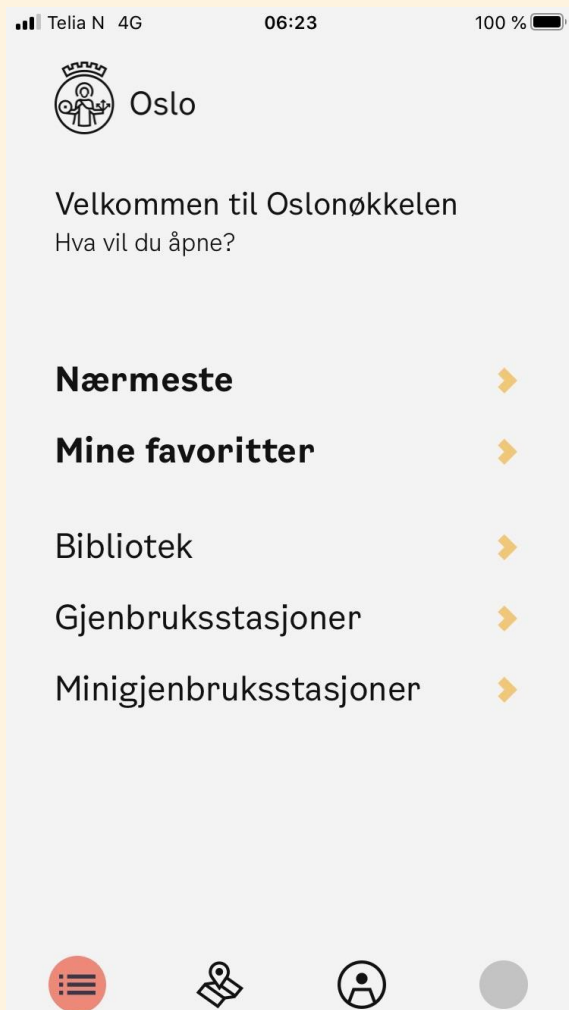 Telia N 4G 06:23 100 %
Oslo
Velkommen til Oslonøkkelen
Hva vil du åpne?
Nærmeste
Mine favoritter
Bibliotek
Gjenbruksstasjoner
Minigjenbruksstasjoner